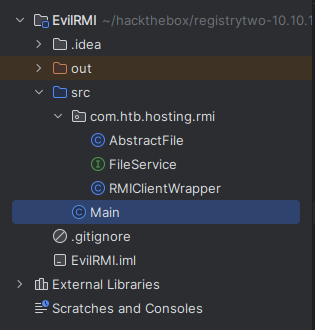 EvilRMI ~/hackthebox/registrytwo-10.10.1
.idea
out
src
com.htb.hosting.rmi
AbstractFile
FileService
RMIClientWrapper
Main
.gitignore
EvilRMI.iml
External Libraries
Scratches and Consoles